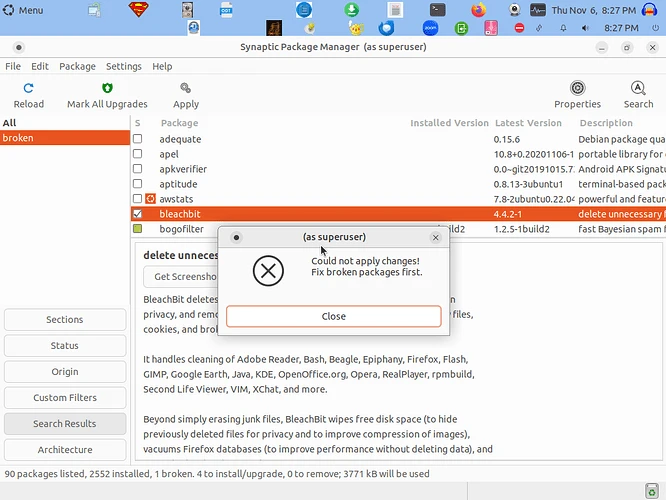 Menu
Thu Nov 6, 8:27 PM
zoom
8:27 PM
Synaptic Package Manager (as superuser)
File Edit Package Settings Help
Reload Mark All Upgrades Apply Properties Search
All
broken
S Package Installed Version Latest Version Description
adequate 0.15.6 Debian package qua
apel 10.8+0.20201106-1 portable library for
apkverifier 0.0~git2019015.7 Android APK Signatu
aptitude 0.8.13-3ubuntu1 terminal-based pack
awstats 7.8-2ubuntu0.22.04 powerful and feature
bleachbit 4.4.2-1 delete unnecessary f
bogofilter build2 1.2.5-1build2 fast Bayesian spam f
(as superuser)
Could not apply changes!
Fix broken packages first.
Close
delete unneces
Get Screensho
BleachBit deletes
privacy, and remo files,
cookies, and brol
It handles cleaning of Adobe Reader, Bash, Beagle, Epiphany, Firefox, Flash,
GIMP, Google Earth, Java, KDE, OpenOffice.org, Opera, RealPlayer, rpmbuild,
Second Life Viewer, VIM, XChat, and more.
Beyond simply erasing junk files, BleachBit wipes free disk space (to hide
previously deleted files for privacy and to improve compression of images),
vacuums Firefox databases (to improve performance without deleting data), and
Sections
Status
Origin
Custom Filters
Search Results
Architecture
90 packages listed, 2552 installed, 1 broken. 4 to install/upgrade, 0 to remove; 3771 kB will be used